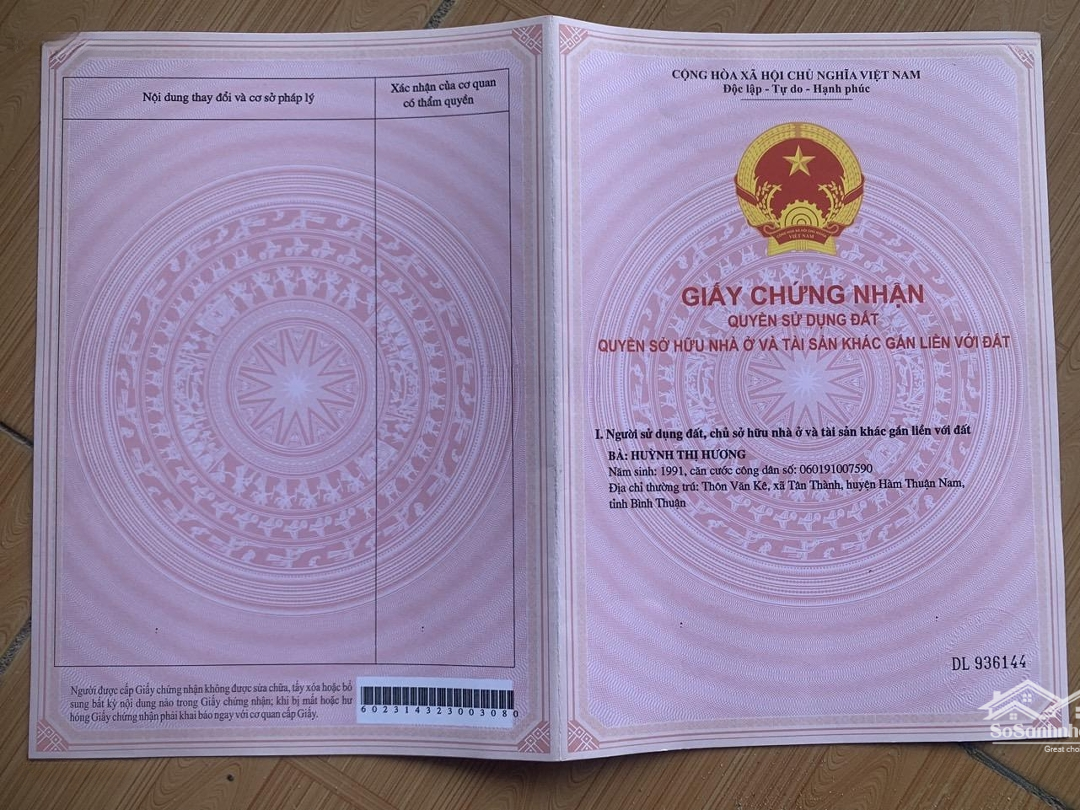 Nội dung thay đổi và cơ sở pháp lý
Xác nhận của cơ quan
có thẩm quyền
Người được cấp Giấy chứng nhận không được sửa chữa, tẩy xóa hoặc bổ
sung bất kỳ nội dung nào trong Giấy chứng nhận; khi bị mất hoặc hư
hỏng Giấy chứng nhận phải khai báo ngay với cơ quan cấp Giấy.
6023143230030 80
CỘNG HÒA XÃ HỘI CHỦ NGHĨA VIỆT NAM
Độc lập - Tự do - Hạnh phúc
VIỆT NAM
GIẤY CHỨNG NHẬN
QUYỀN SỬ DỤNG ĐẤT
QUYỀN SỞ HỮU NHÀ Ở VÀ TÀI SẢN KHÁC GẮN LIỀN VỚI ĐẤT
I. Người sử dụng đất, chủ sở hữu nhà ở và tài sản khác gắn liền với đất
BÀ: HUỲNH THỊ HƯƠNG
Năm sinh: 1991, căn cước công dân số: 060191007590
Địa chỉ thường trú: Thôn Văn Kê, xã Tân Thành, huyện Hàm Thuận Nam,
tỉnh Bình Thuận
DL 936144
SoSanhnh
Great cho